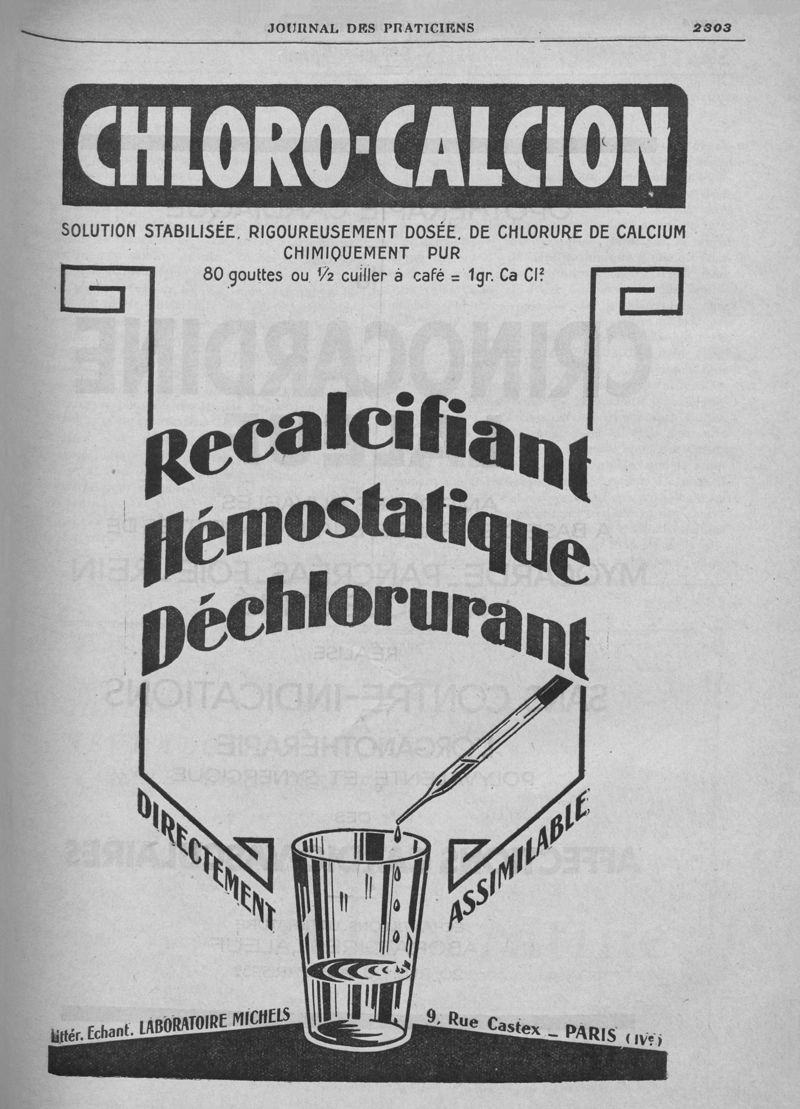 JOURNAL DES PRATICIENS 2303
CHLORO-CALCION
SOLUTION STABILISÉE, RIGOUREUSEMENT DOSÉE, DE CHLORURE DE CALCIUM
CHIMIQUEMENT PUR
80 gouttes ou ½ cuiller à café = 1gr. Ca Cl²
Recalcifiant
Hémostatique
Déchlorurant
DIRECTEMENT ASSIMILABLE
Littér. Echant. LABORATOIRE MICHELS 9, Rue Castex _ PARIS (IVe)